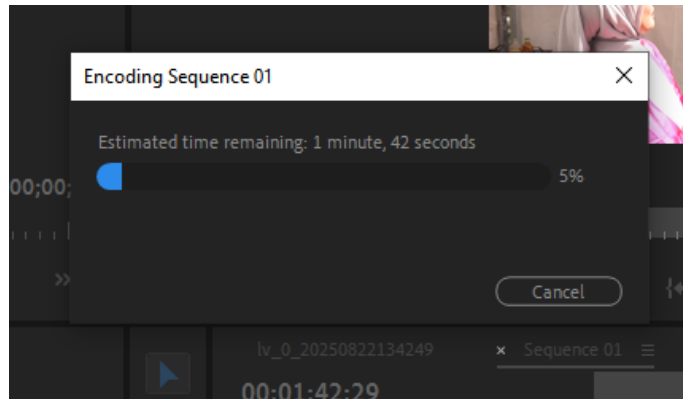 Encoding Sequence 01
Estimated time remaining: 1 minute, 42 seconds
5%
00;00;
Cancel
lv_0_20250822134249
Sequence 01
00:01:42:29